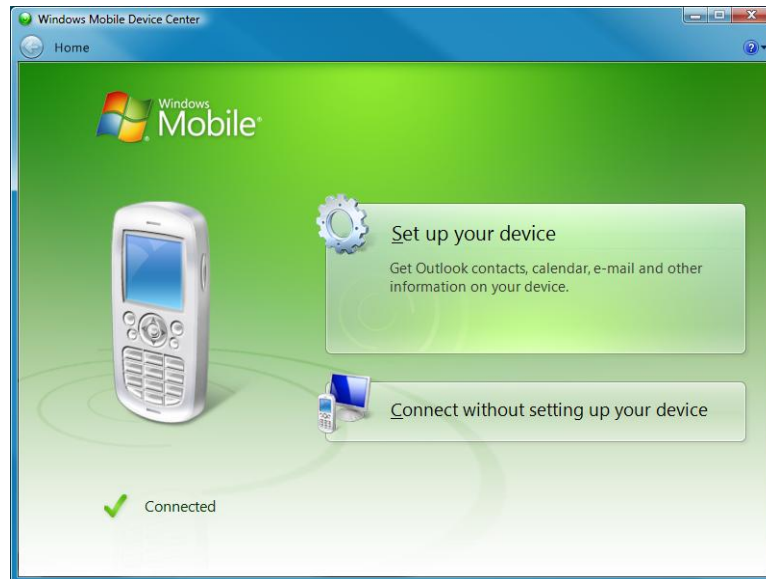 Windows Mobile Device Center
Home
Windows
Mobile®
Set up your device
Get Outlook contacts, calendar, e-mail and other
information on your device.
Connect without setting up your device
Connected